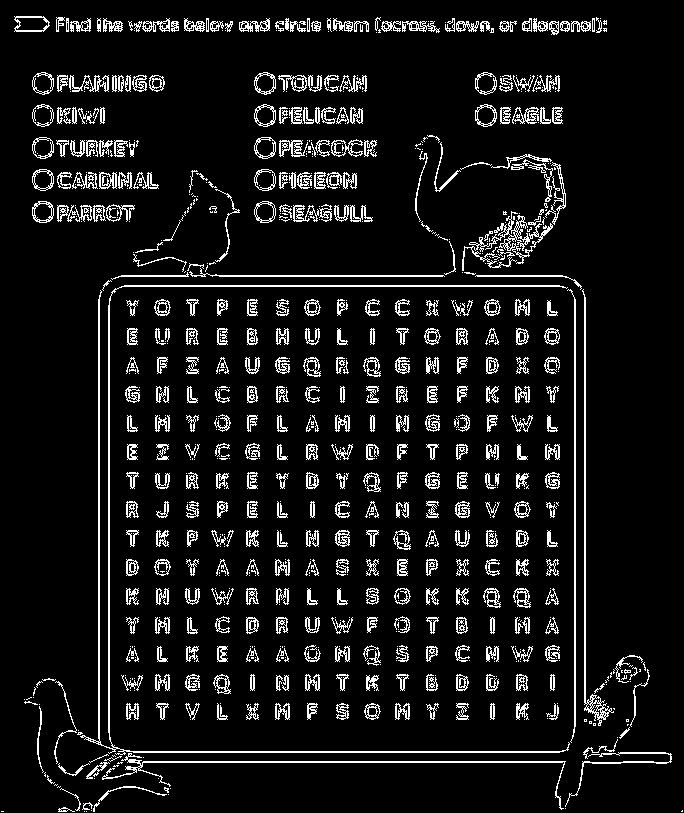 Find the words below and circle them (across, down, or diagonal):
FLAMINGO TOUCAN SWAN
KIWI PELICAN EAGLE
TURKEY PEACOCK
CARDINAL PIGEON
PARROT SEAGULL
Y O T P E S O P C C X W O M L
E U R E B H U L I T O R A D O
A F Z A U G Q R Q G N F D X O
G N L C B R C I Z R E F K M Y
L M Y O F L A M I N G O F W L
E Z V C G L R W D F T P N L M
T U R K E Y D Y Q F G E U K G
R J S P E L I C A N Z G V O Y
T K P W K L N G T Q A U B D L
D O Y A A M A S X E P X C K X
K N U W R N L L S O K K Q Q A
Y M L C D R U W F O T B I M A
A L K E A A O M Q S P C N W G
W M G Q I N M T K T B D D R I
H T V L X M F S O M Y Z I K J